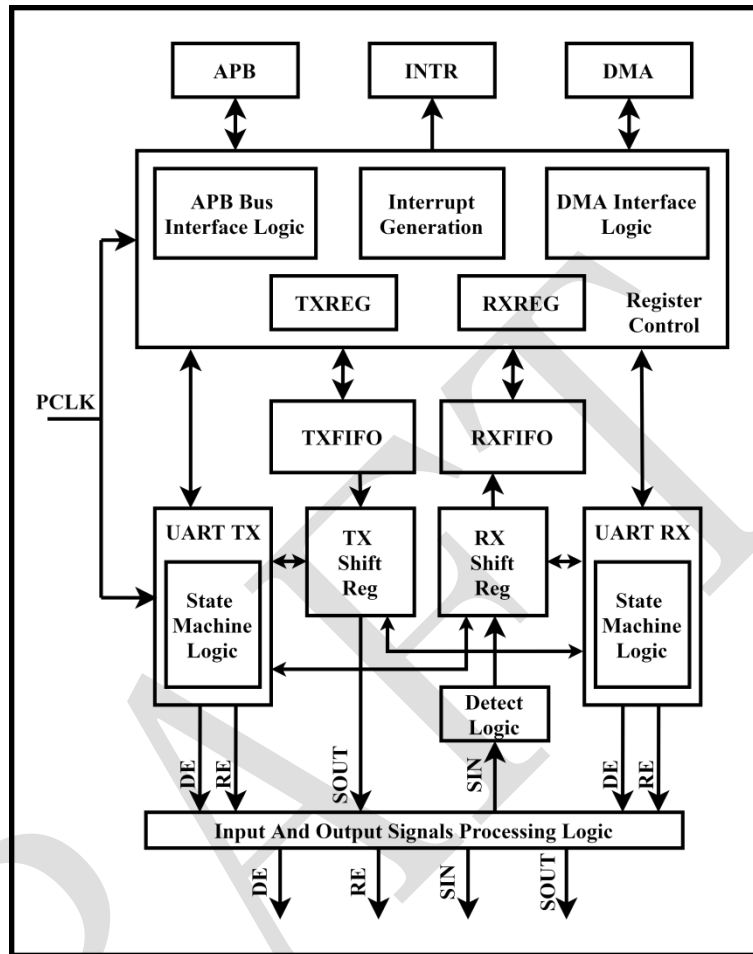 APB
INTR
DMA
APB Bus
Interface Logic
Interrupt
Generation
DMA Interface
Logic
TXREG
RXREG
Register
Control
PCLK
TXFIFO
RXFIFO
UART TX
TX
Shift
Reg
RX
Shift
Reg
UART RX
State
Machine
Logic
State
Machine
Logic
Detect
Logic
DE
RE
SOUT
SIN
DE
RE
Input And Output Signals Processing Logic
DE
RE
SIN
SOUT